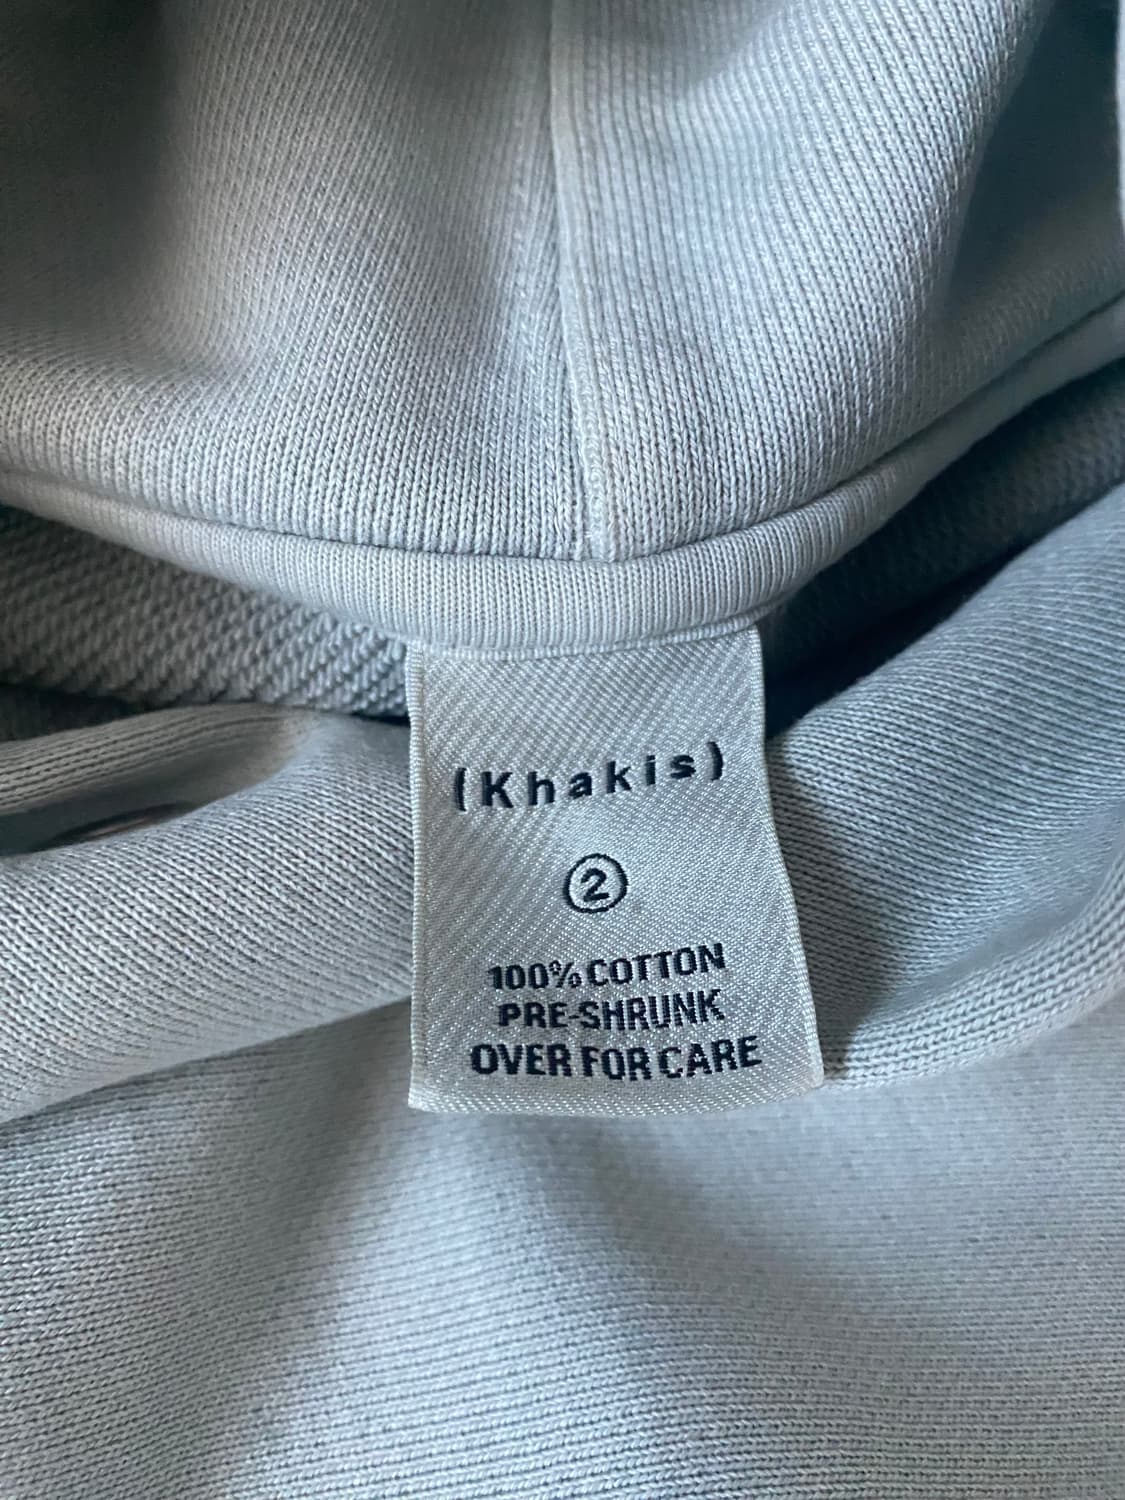 (Khakis)
2
100% COTTON
PRE-SHRUNK
OVER FOR CARE